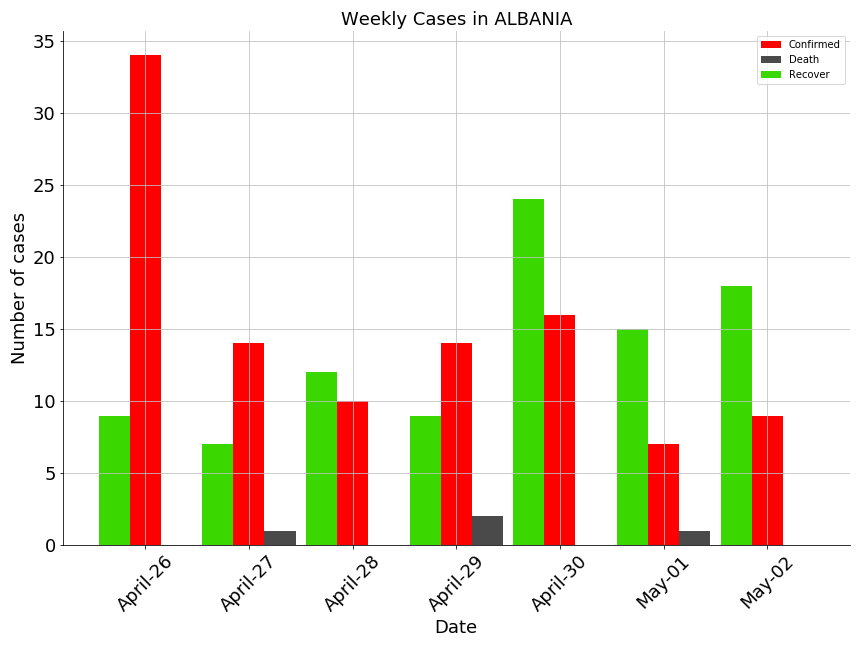 Weekly Cases in ALBANIA
Confirmed
Death
Recover
Number of cases
35
30
25
20
15
10
5
0
April-26
April-27
April-28
April-29
April-30
May-01
May-02
Date